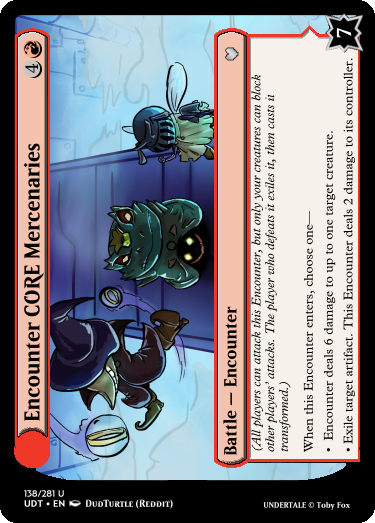 Encounter CORE Mercenaries
4
Battle — Encounter
(All players can attack this Encounter, but only your creatures can block
other players' attacks. The player who defeats it exiles it, then casts it
transformed.)
When this Encounter enters, choose one—
• Encounter deals 6 damage to up to one target creature.
• Exile target artifact. This Encounter deals 2 damage to its controller.
7
138/281 U
UDT • EN DudTurtle (Reddit)
UNDERTALE © Toby Fox